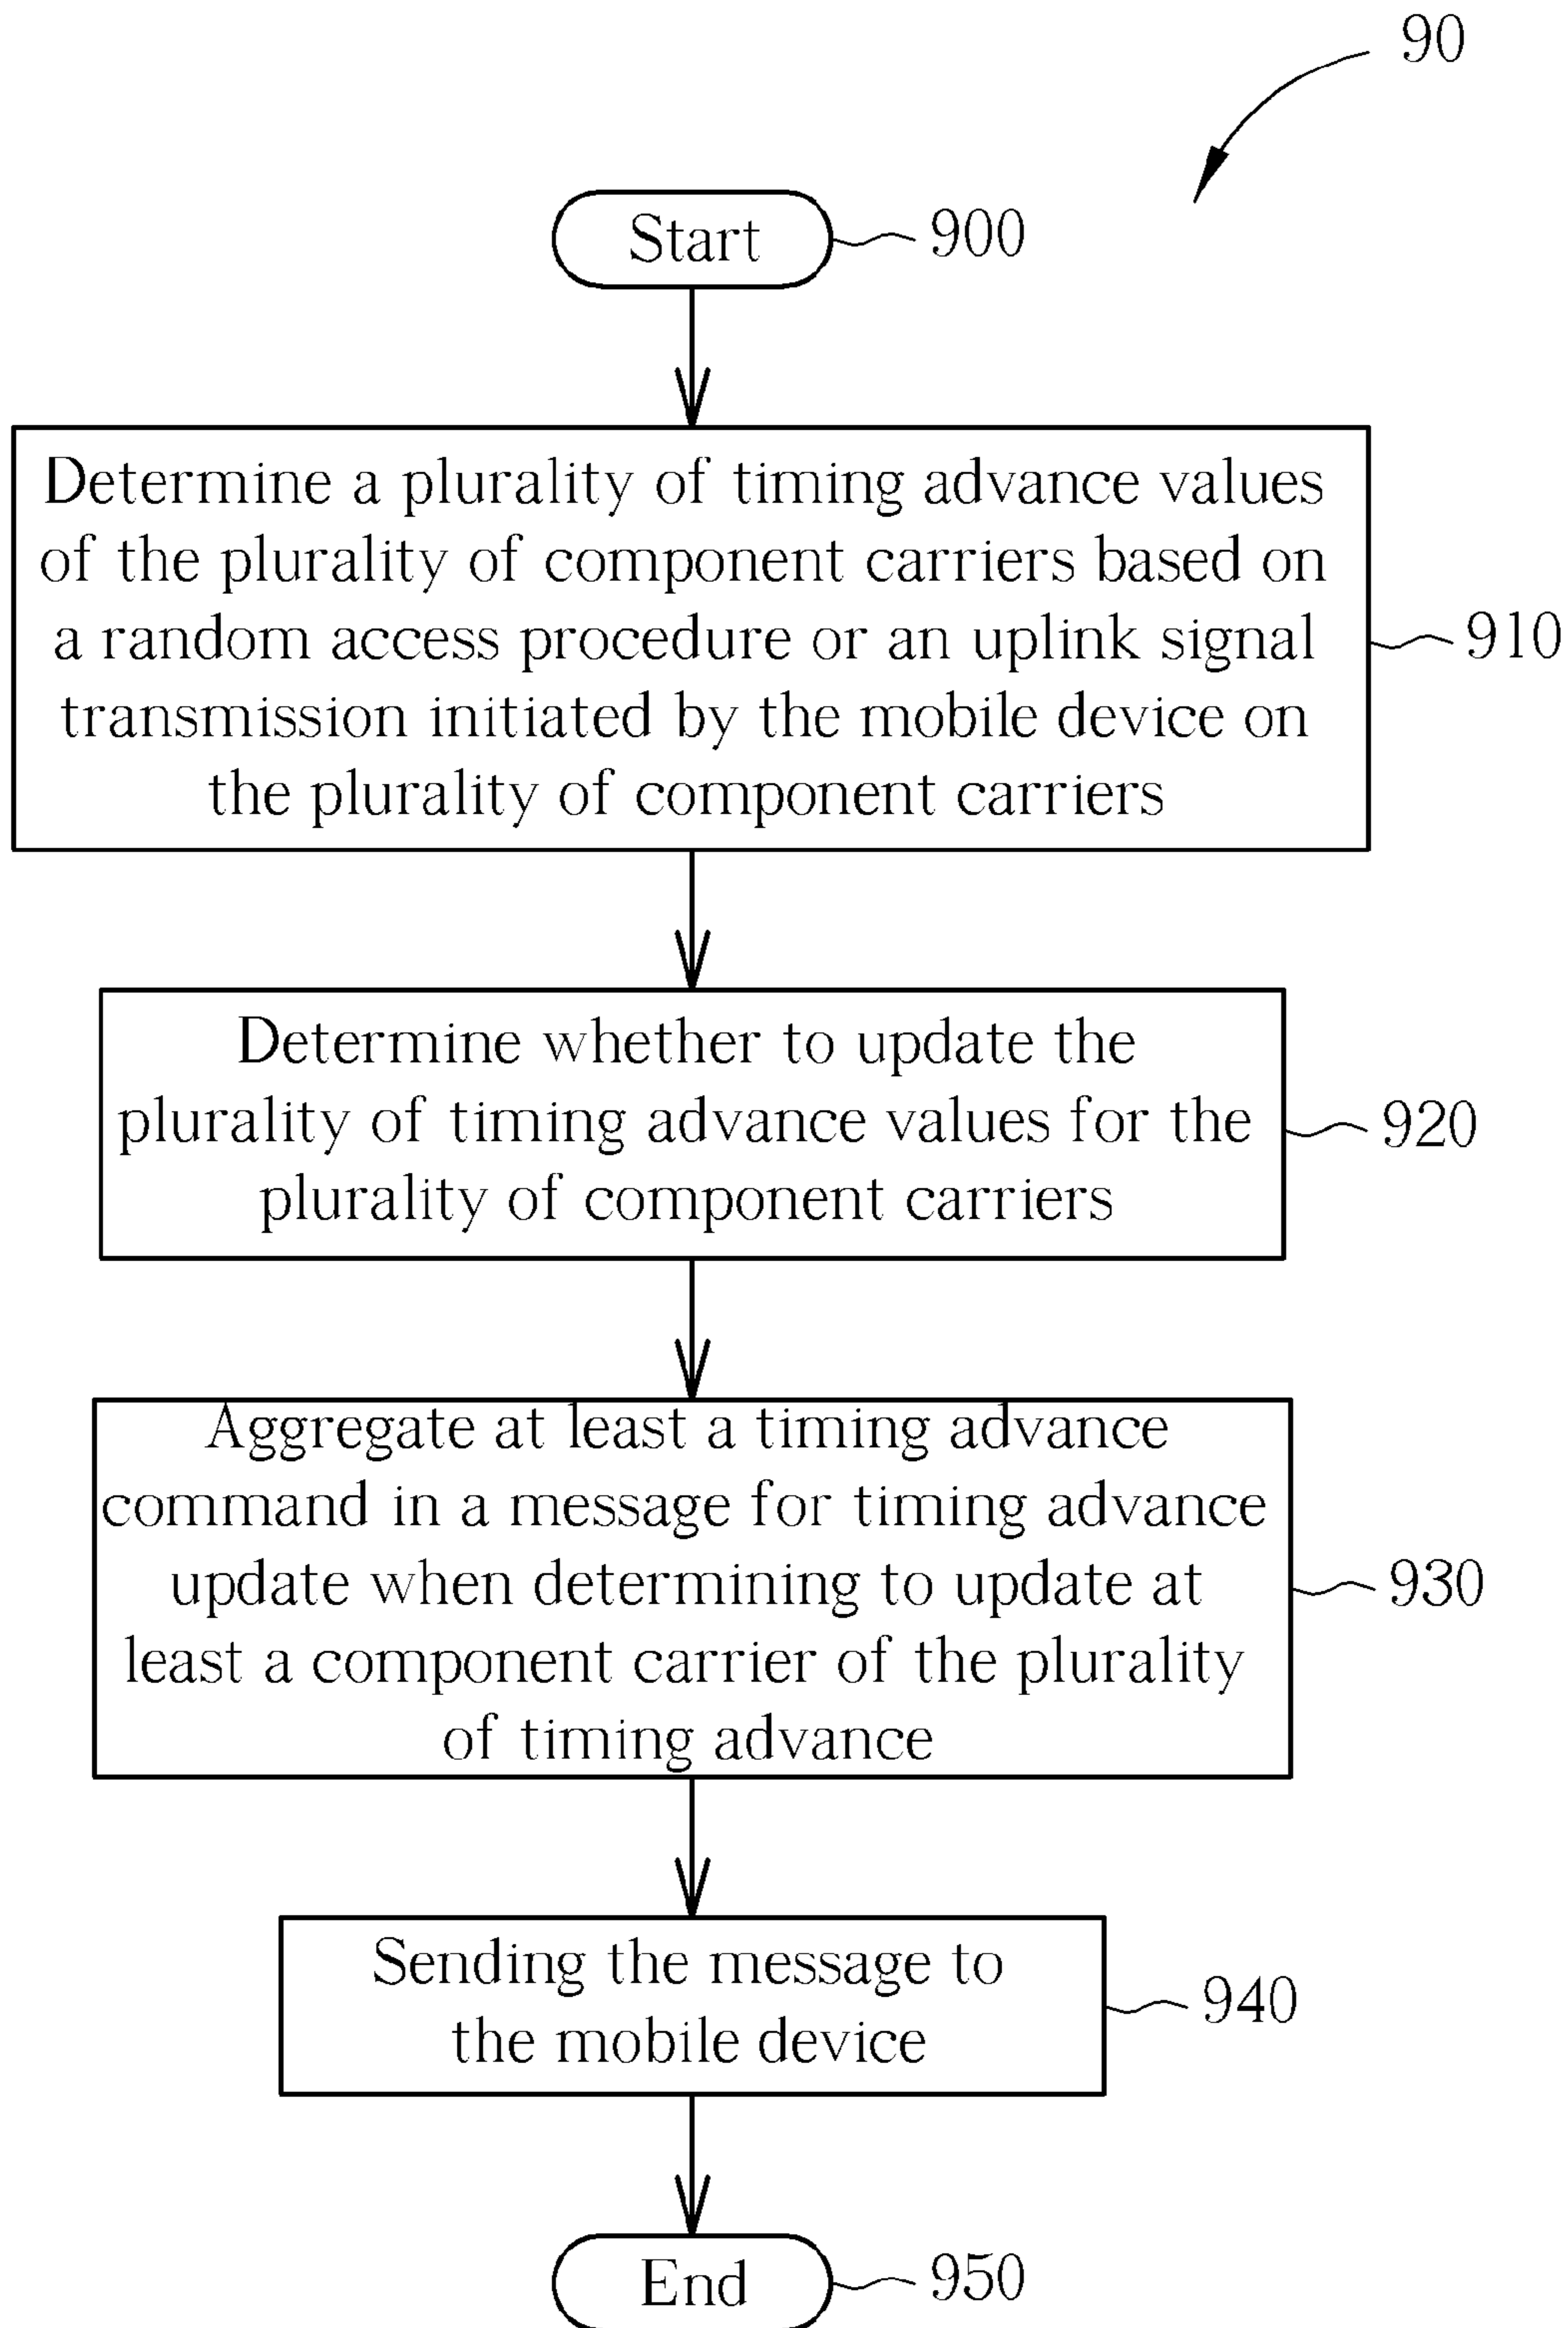 90
Start
900
Determine a plurality of timing advance values
of the plurality of component carriers based on
a random access procedure or an uplink signal
transmission initiated by the mobile device on
the plurality of component carriers
910
Determine whether to update the
plurality of timing advance values for the
plurality of component carriers
920
Aggregate at least a timing advance
command in a message for timing advance
update when determining to update at
least a component carrier of the plurality
of timing advance
930
Sending the message to
the mobile device
940
End
950